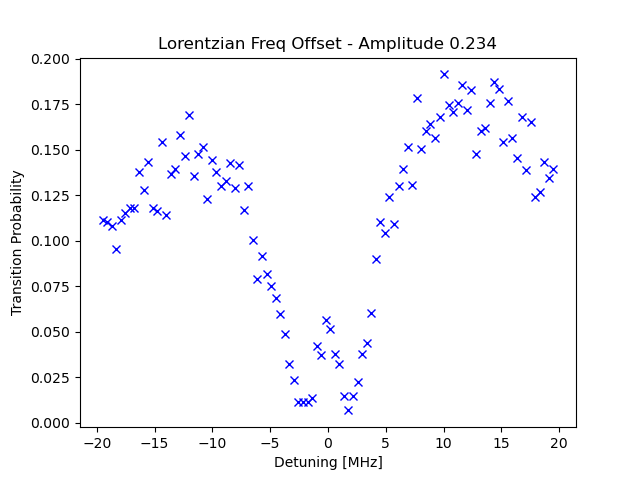 Lorentzian Freq Offset - Amplitude 0.234
Transition Probability
0.200
0.175
0.150
0.125
0.100
0.075
0.050
0.025
0.000
−20 −15 −10 −5 0 5 10 15 20
Detuning [MHz]